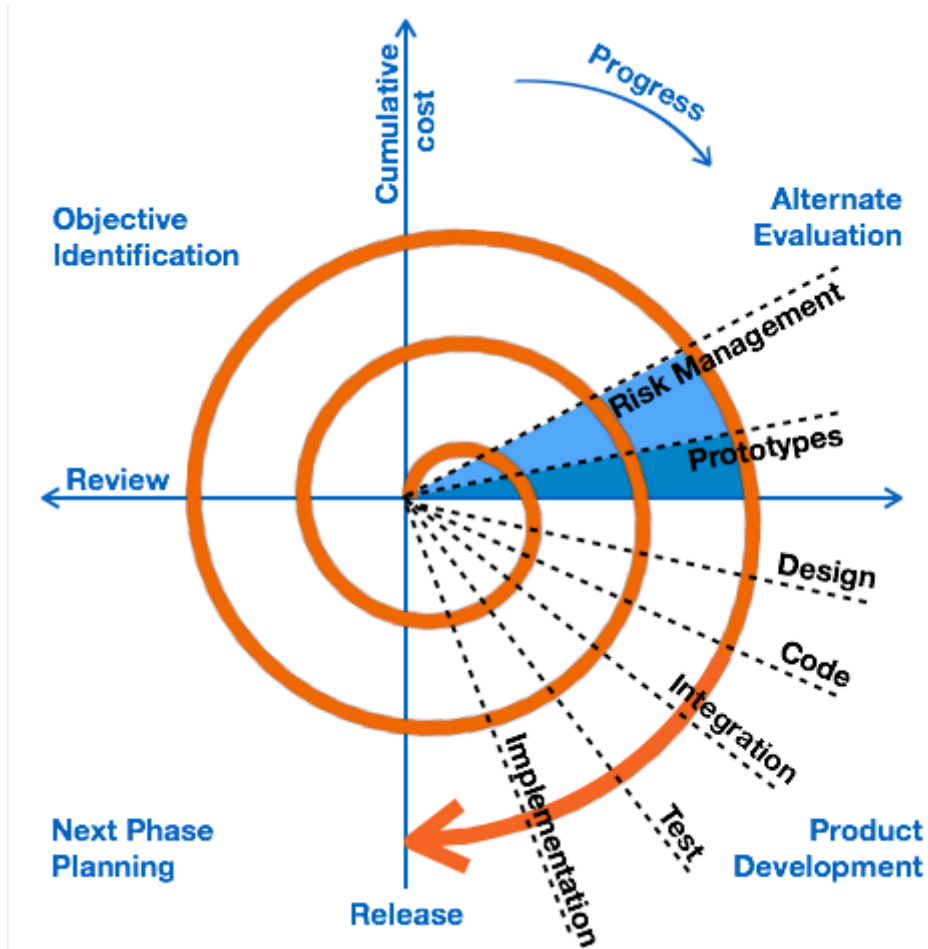 Cumulative
cost
Progress
Objective
Identification
Alternate
Evaluation
Risk Management
Prototypes
Review
Design
Code
Integration
Test
Implementation
Next Phase
Planning
Product
Development
Release